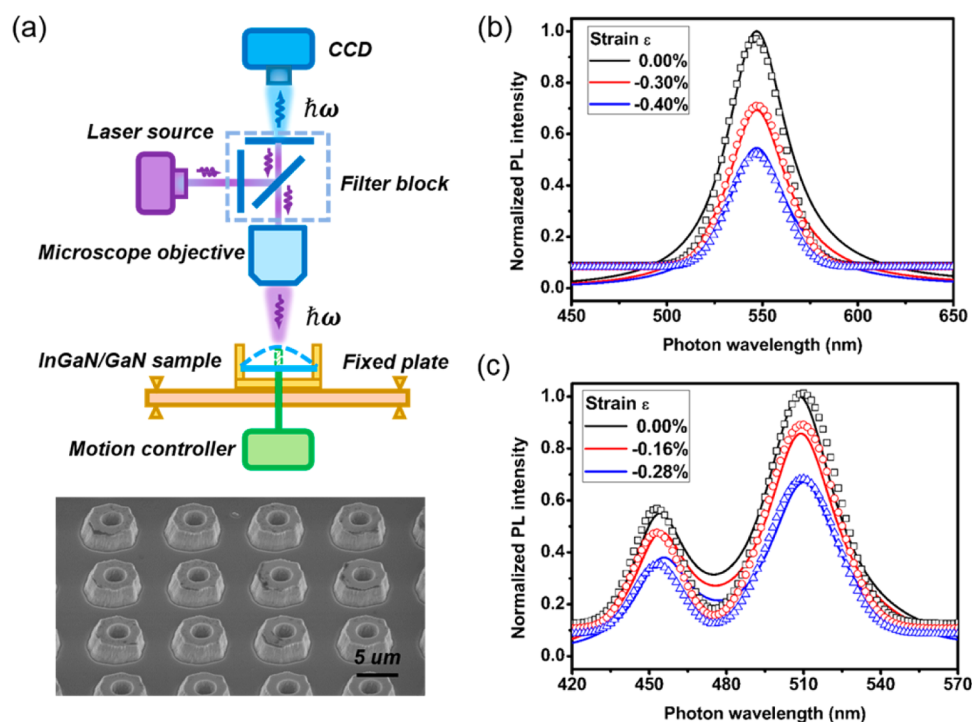 (a)
CCD
ħω
Laser source
Filter block
Microscope objective
ħω
InGaN/GaN sample
Fixed plate
Motion controller
5 um
(b)
Normalized PL intensity
1.0
0.8
0.6
0.4
0.2
0.0
Strain ε
0.00%
-0.30%
-0.40%
450 500 550 600 650
Photon wavelength (nm)
(c)
Normalized PL intensity
1.0
0.8
0.6
0.4
0.2
0.0
Strain ε
0.00%
-0.16%
-0.28%
420 450 480 510 540 570
Photon wavelength (nm)